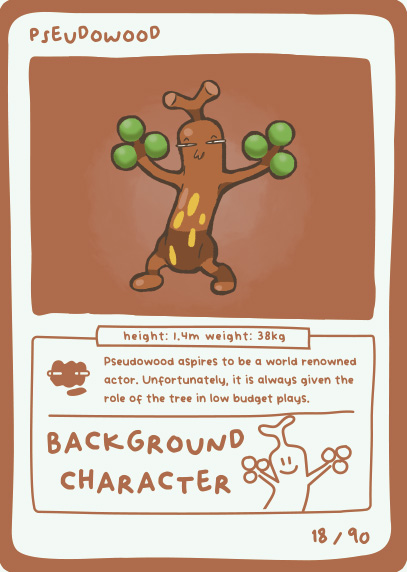 PSEUDOWOOD
height: 1.4m weight: 38kg
Pseudowood aspires to be a world renowned
actor. Unfortunately, it is always given the
role of the tree in low budget plays.
BACKGROUND
CHARACTER
18 / 90